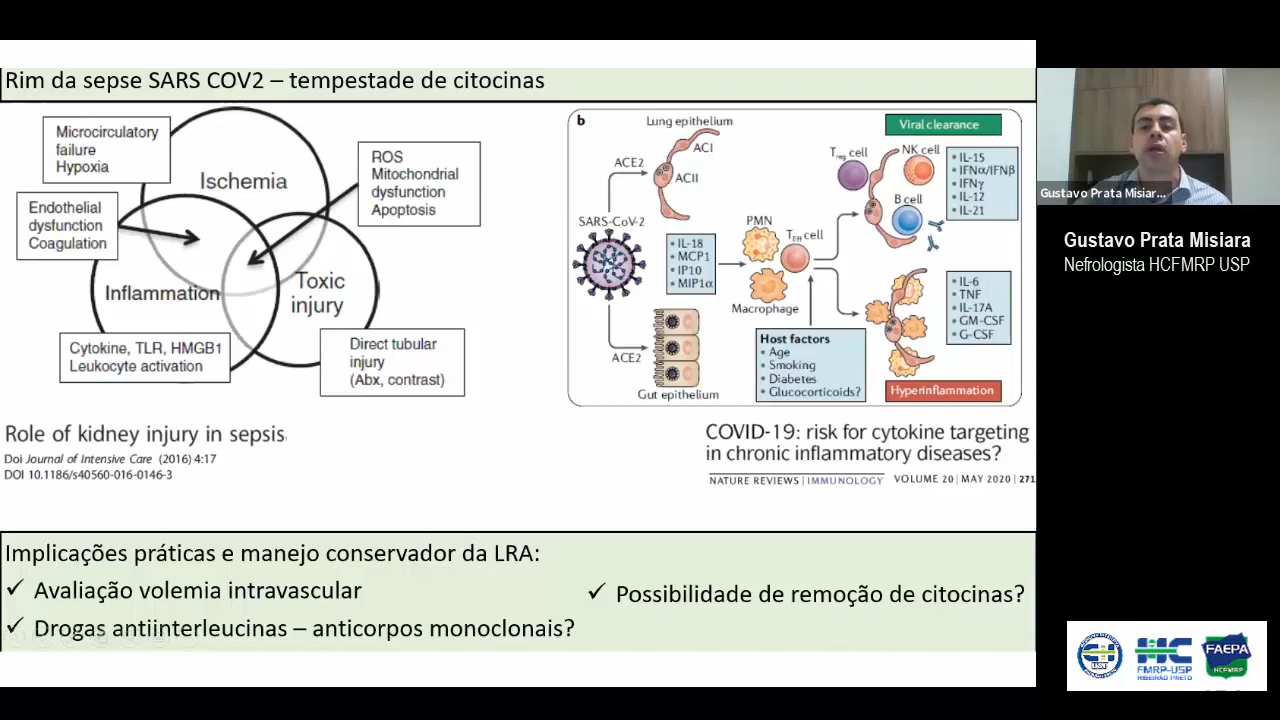 Rim da sepse SARS COV2 – tempestade de citocinas
Microcirculatory
failure
Hypoxia
Endothelial
dysfunction
Coagulation
Ischemia
ROS
Mitochondrial
dysfunction
Apoptosis
Inflammation
Toxic
injury
Cytokine, TLR, HMGB1
Leukocyte activation
Direct tubular
injury
(Abx, contrast)
Role of kidney injury in sepsis
Doi Journal of Intensive Care (2016) 4:17
DOI 10.1186/s40560-016-0146-3
b
Lung epithelium
ACI
ACE2
ACII
SARS-CoV-2
ACE2
Gut epithelium
• IL-18
• MCP1
• IP10
• MIP1α
PMN
TFH cell
Macrophage
Host factors
• Age
• Smoking
• Diabetes
• Glucocorticoids?
Viral clearance
Treg cell
NK cell
B cell
• IL-15
• IFNα/IFNβ
• IFNγ
• IL-12
• IL-21
• IL-6
• TNF
• IL-17A
• GM-CSF
• G-CSF
Hyperinflammation
COVID-19: risk for cytokine targeting
in chronic inflammatory diseases?
NATURE REVIEWS | IMMUNOLOGY VOLUME 20 | MAY 2020 | 271
Implicações práticas e manejo conservador da LRA:
✓ Avaliação volemia intravascular
✓ Drogas antiinterleucinas – anticorpos monoclonais?
✓ Possibilidade de remoção de citocinas?
Gustavo Prata Misiar...
Gustavo Prata Misiara
Nefrologista HCFMRP USP
HC
FMRP-USP
RIBEIRÃO PRETO
FAEPA
HCFMRP